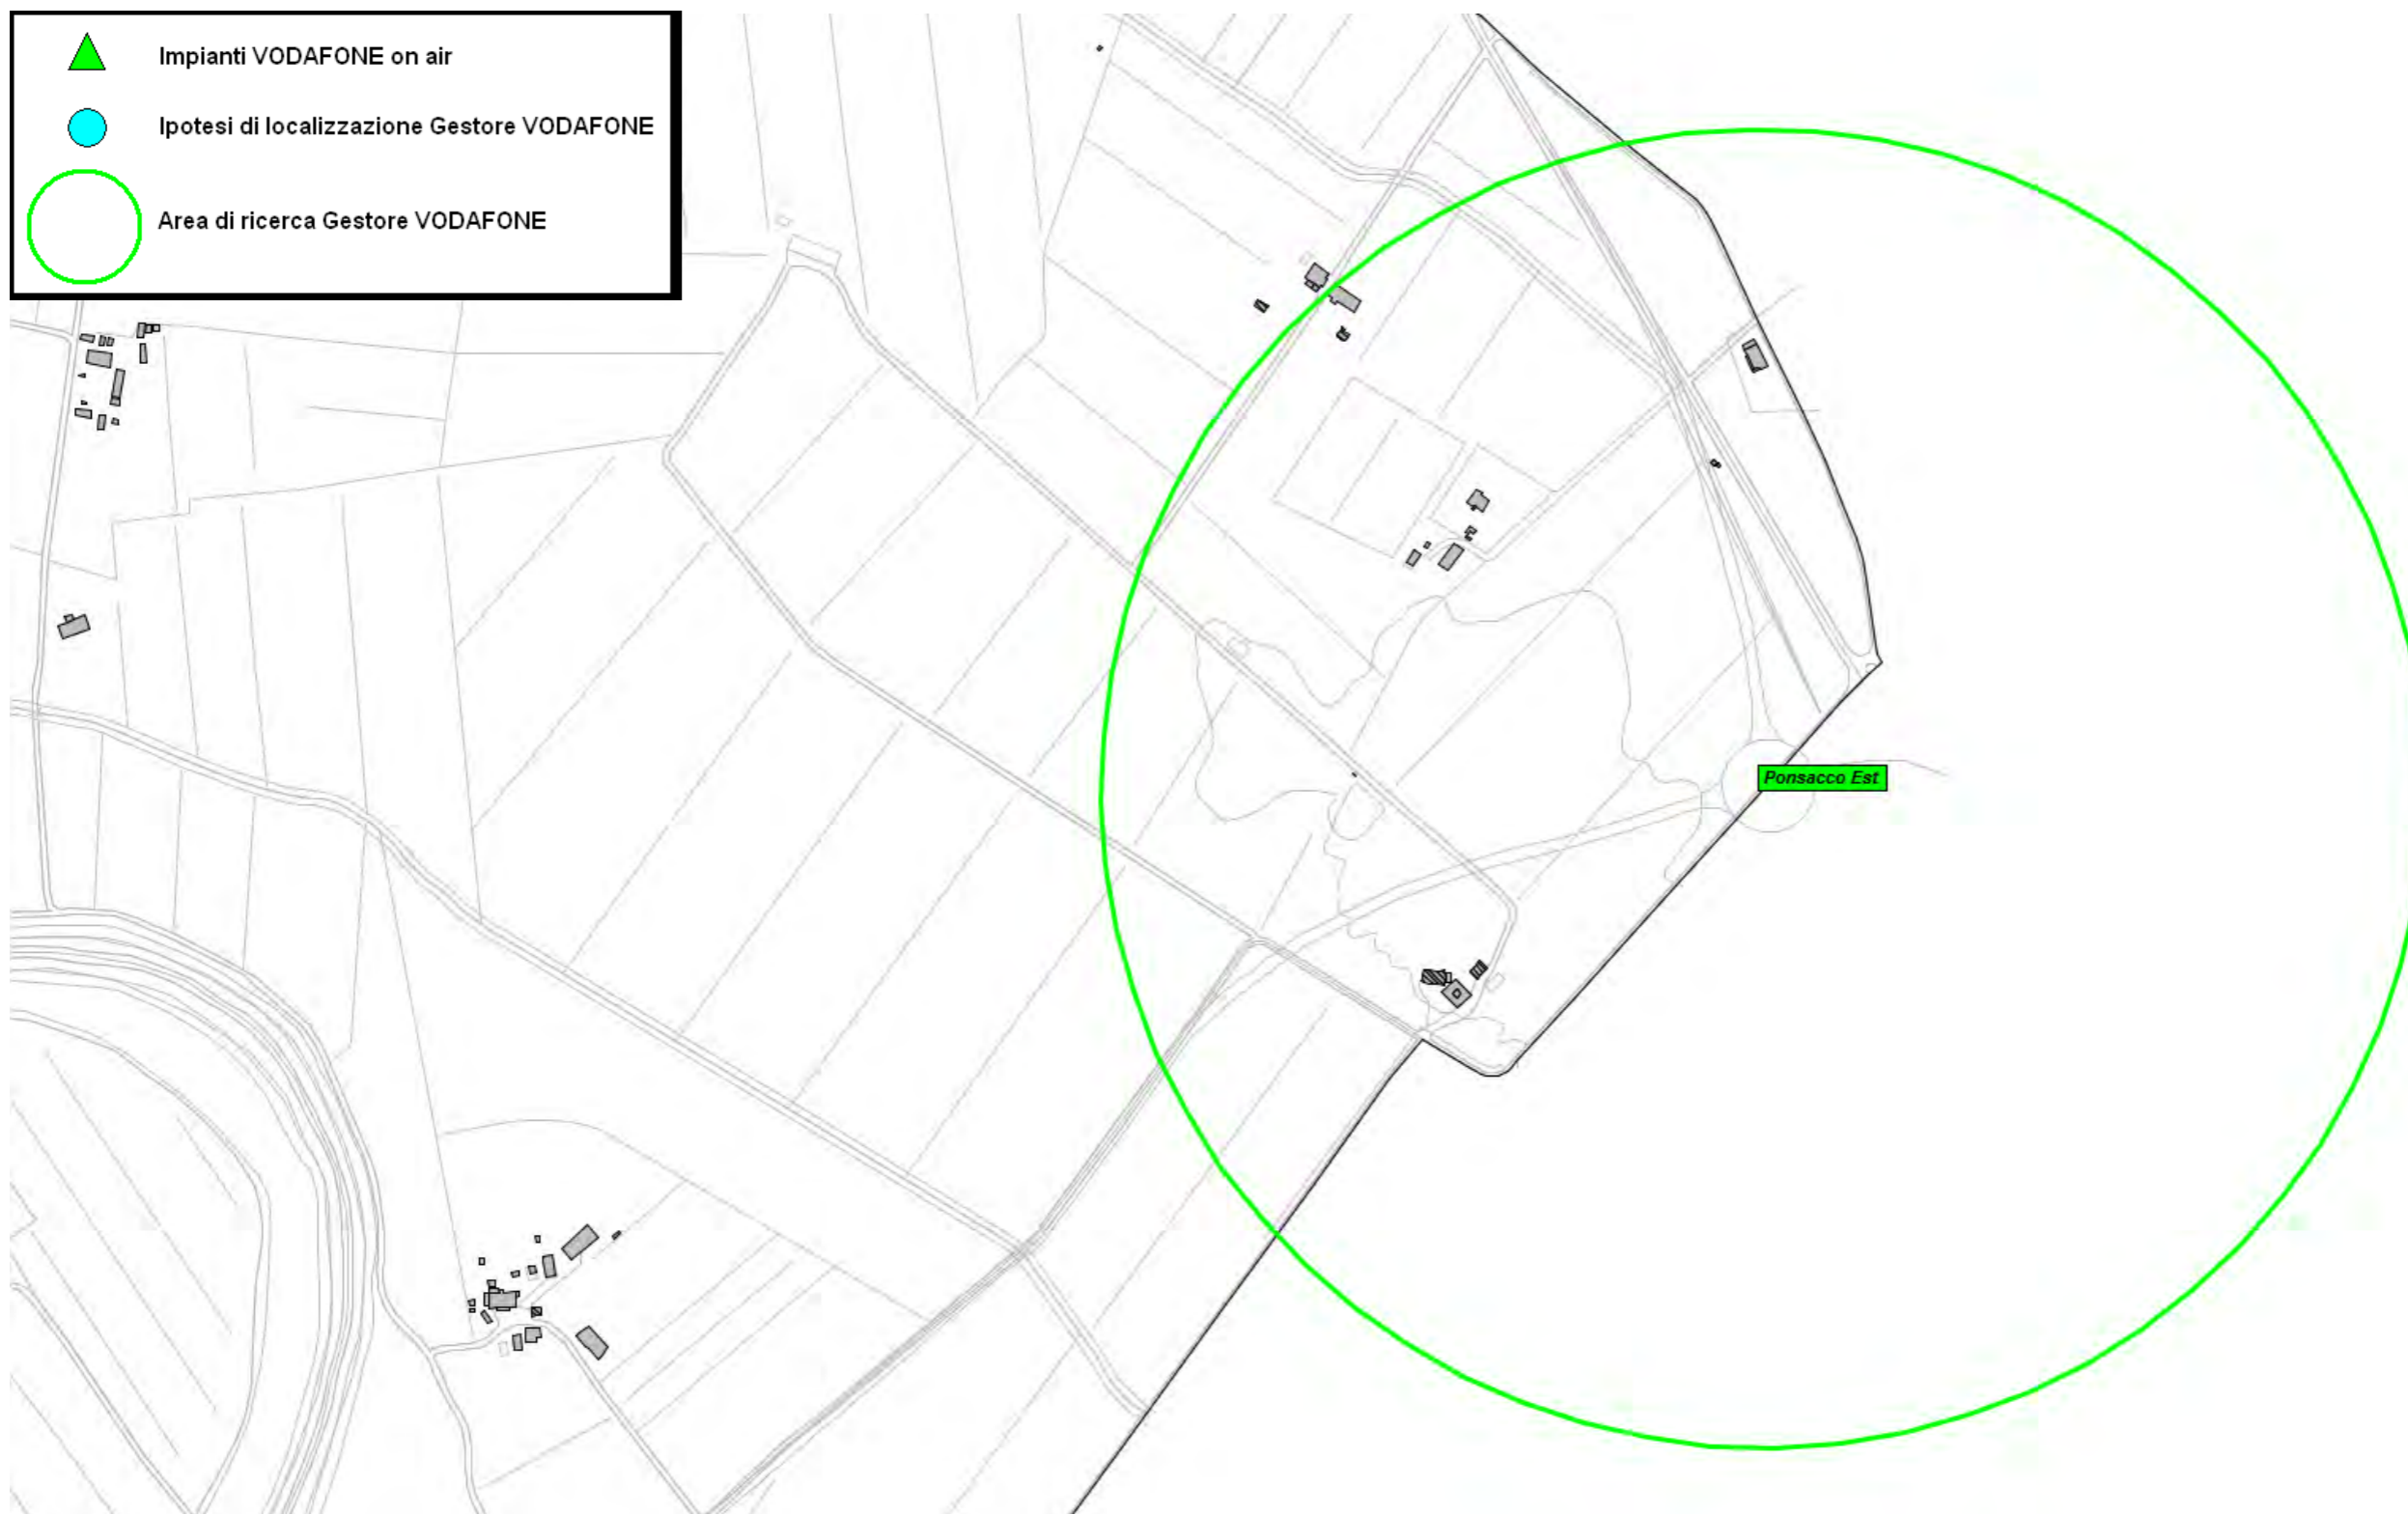 Impianti VODAFONE on air
Ipotesi di localizzazione Gestore VODAFONE
Area di ricerca Gestore VODAFONE
Ponsacco Est